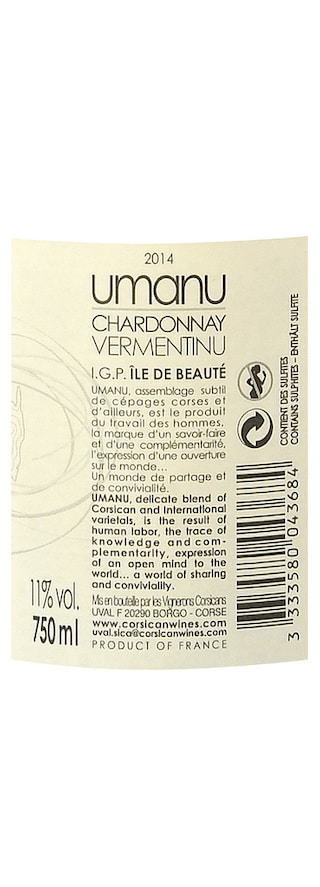 2014
umanu
CHARDONNAY
VERMENTINU
I.G.P. ÎLE DE BEAUTÉ
UMANU, assemblage subtil
de cépages corses et
d'ailleurs, est le produit
du travail des hommes,
la marque d'un savoir-faire
et d'une complémentarité,
l'expression d'une ouverture
sur le monde...
Un monde de partage et
de convivialité.
UMANU, delicate blend of
Corsican and International
varietals, is the result of
human labor, the trace of
knowledge and com-
plementarity, expression
of an open mind to the
world... a world of sharing
and conviviality.
Mis en bouteille par les Vignerons Corsicans
UVAL F 20290 BORGO - CORSE
www.corsicanwines.com
uval.sica@corsicanwines.com
PRODUCT OF FRANCE
11% vol.
750 ml
CONTIENT DES SULFITES
CONTAINS SULPHITES - ENTHÄLT SULFITE
3 333580 043684